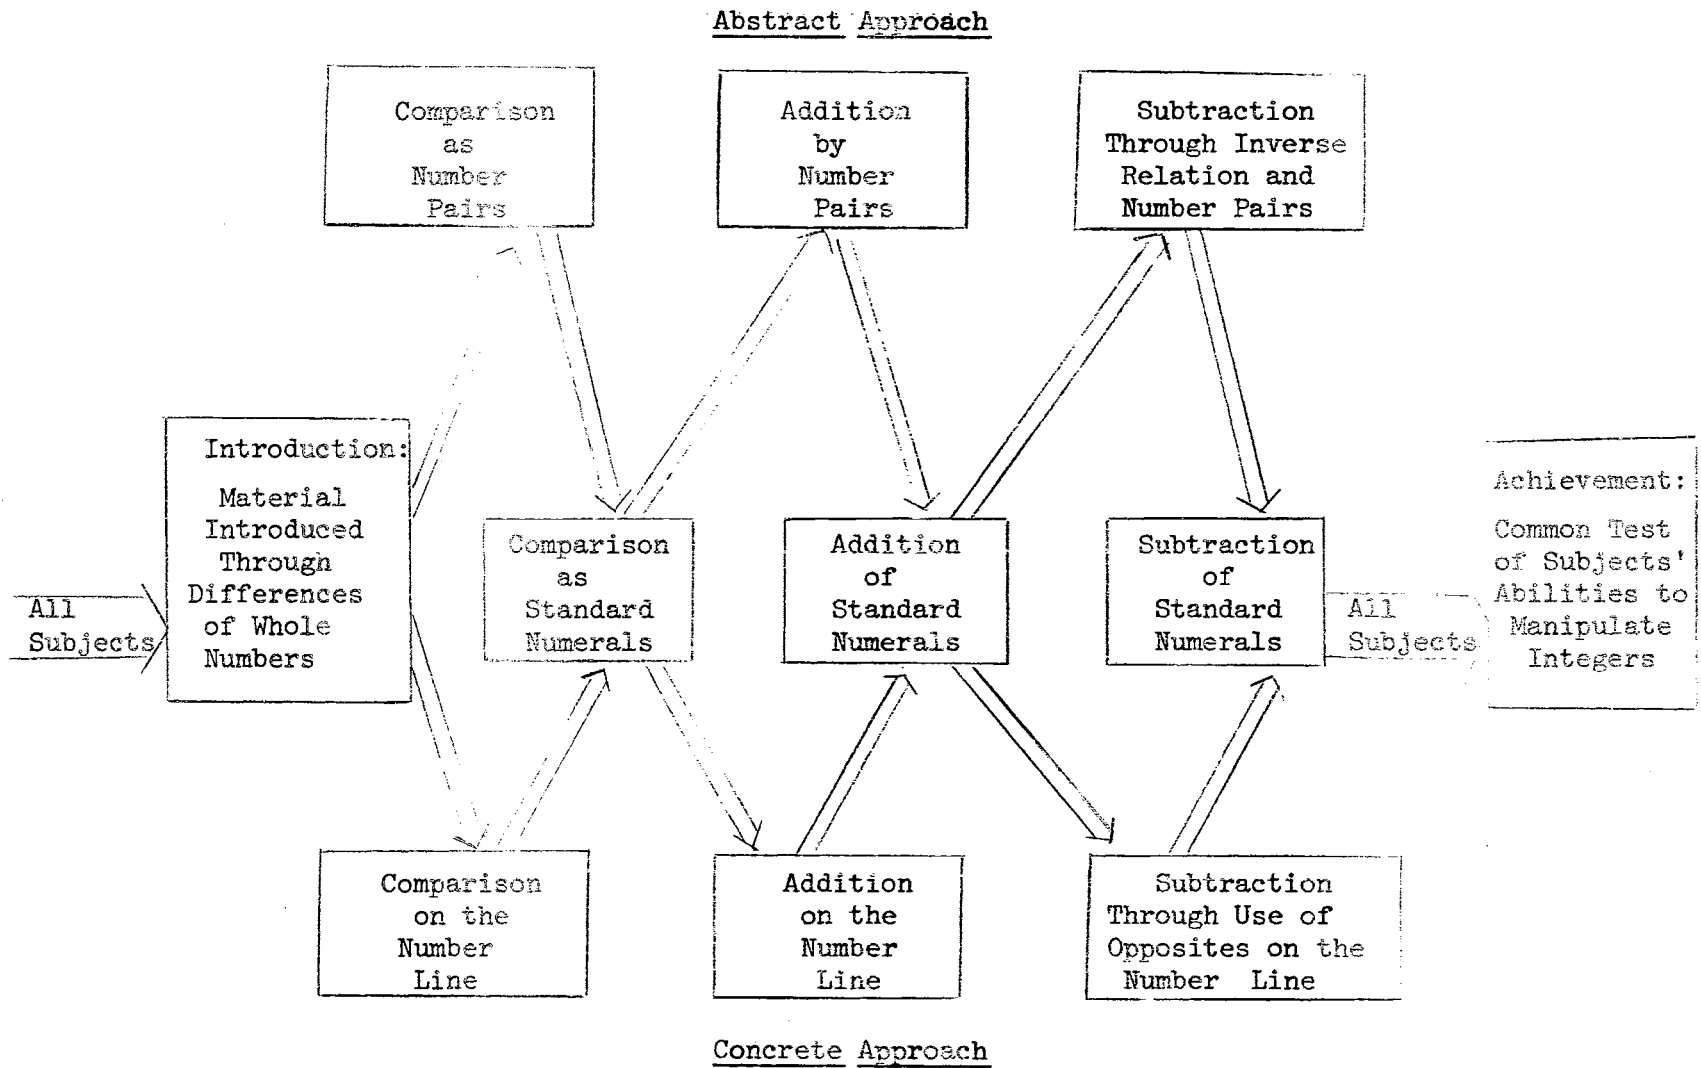 Abstract Approach
Comparison
as
Number
Pairs
Addition
by
Number
Pairs
Subtraction
Through Inverse
Relation and
Number Pairs
All
Subjects
Introduction:
Material
Introduced
Through
Differences
of Whole
Numbers
Comparison
as
Standard
Numerals
Addition
of
Standard
Numerals
Subtraction
of
Standard
Numerals
All
Subjects
Achievement:
Common Test
of Subjects'
Abilities to
Manipulate
Integers
Comparison
on the
Number
Line
Addition
on the
Number
Line
Subtraction
Through Use of
Opposites on the
Number Line
Concrete Approach